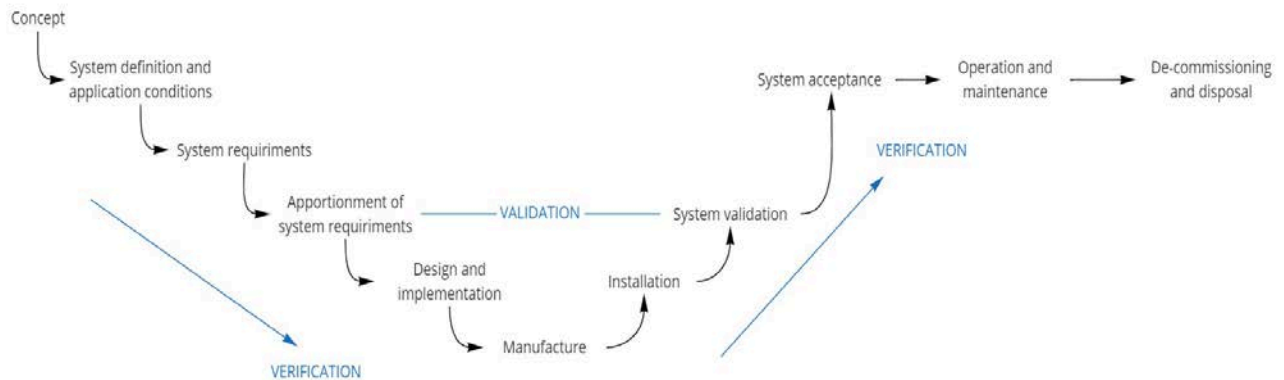 Concept
System definition and
application conditions
System requiriments
Apportionment of
system requiriments
Design and
implementation
Manufacture
Installation
System validation
System acceptance
Operation and
maintenance
De-commissioning
and disposal
VALIDATION
VERIFICATION
VERIFICATION